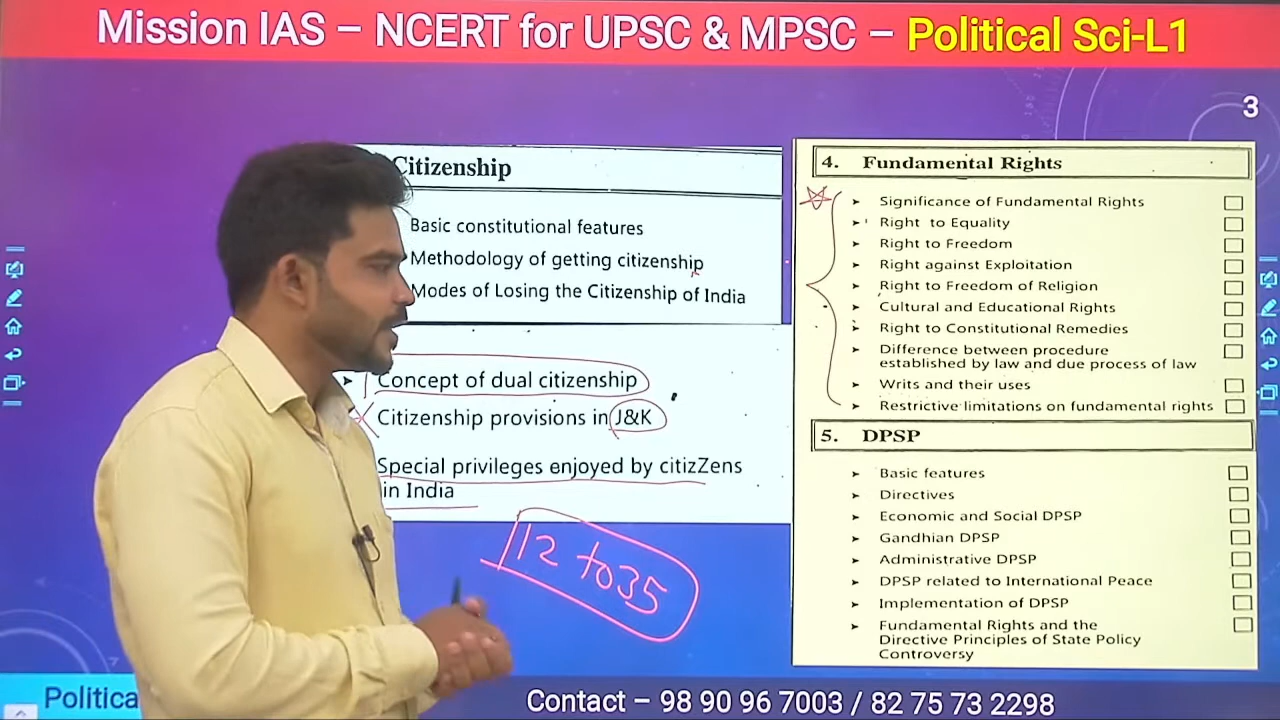 Mission IAS – NCERT for UPSC & MPSC – Political Sci-L1
3
Citizenship
Basic constitutional features
Methodology of getting citizenship
Modes of Losing the Citizenship of India
Concept of dual citizenship
Citizenship provisions in J&K
Special privileges enjoyed by citizZens
in India
12 to 35
4. Fundamental Rights
Significance of Fundamental Rights
Right to Equality
Right to Freedom
Right against Exploitation
Right to Freedom of Religion
Cultural and Educational Rights
Right to Constitutional Remedies
Difference between procedure
established by law and due process of law
Writs and their uses
Restrictive limitations on fundamental rights
5. DPSP
Basic features
Directives
Economic and Social DPSP
Gandhian DPSP
Administrative DPSP
DPSP related to International Peace
Implementation of DPSP
Fundamental Rights and the
Directive Principles of State Policy
Controversy
Politica
Contact – 98 90 96 7003 / 82 75 73 2298